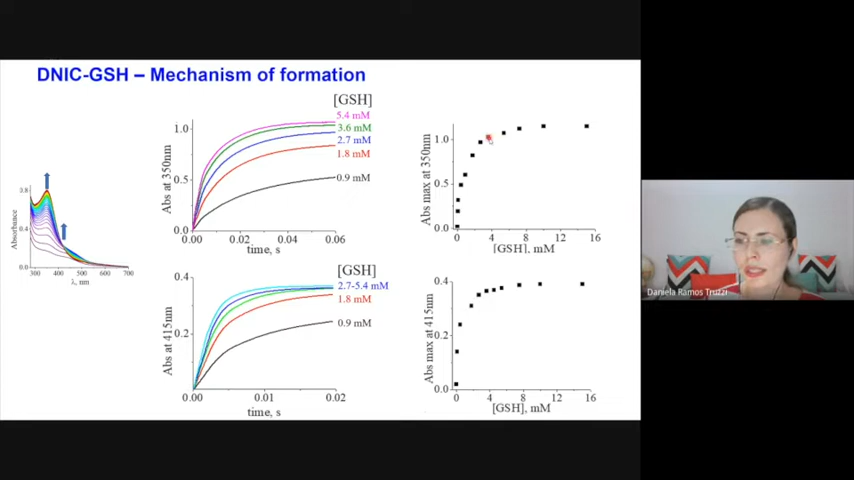 DNIC-GSH – Mechanism of formation
[GSH]
5.4 mM
3.6 mM
2.7 mM
1.8 mM
0.9 mM
Abs at 350nm
1.0
0.5
0.0
0.00
0.02
0.04
0.06
time, s
Abs max at 350nm
1.0
0.5
0.0
0
4
8
12
16
[GSH], mM
Absorbance
3.8
0.4
0.0
300
400
500
600
700
λ, nm
[GSH]
2.7-5.4 mM
1.8 mM
0.9 mM
Abs at 415nm
0.4
0.2
0.0
0.00
0.01
0.02
time, s
Abs max at 415nm
0.4
0.2
0.0
0
4
8
12
16
[GSH], mM
Daniela Ramos Truzzi